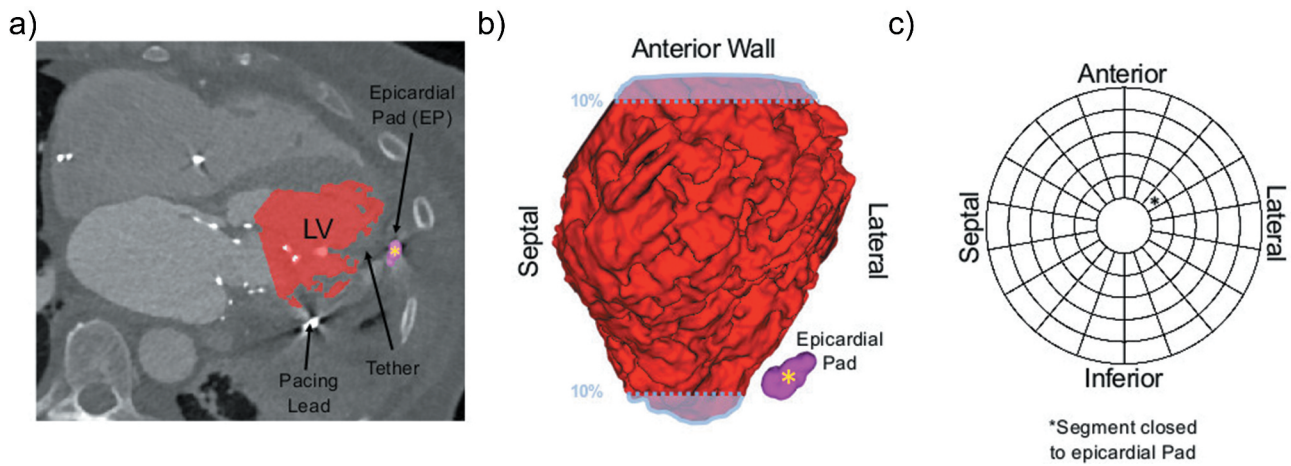 a)
Epicardial
Pad (EP)
*
LV
Tether
Pacing
Lead
b)
Anterior Wall
10%
Septal
Lateral
Epicardial
Pad
*
10%
c)
Anterior
Septal
*
Lateral
Inferior
*Segment closed
to epicardial Pad